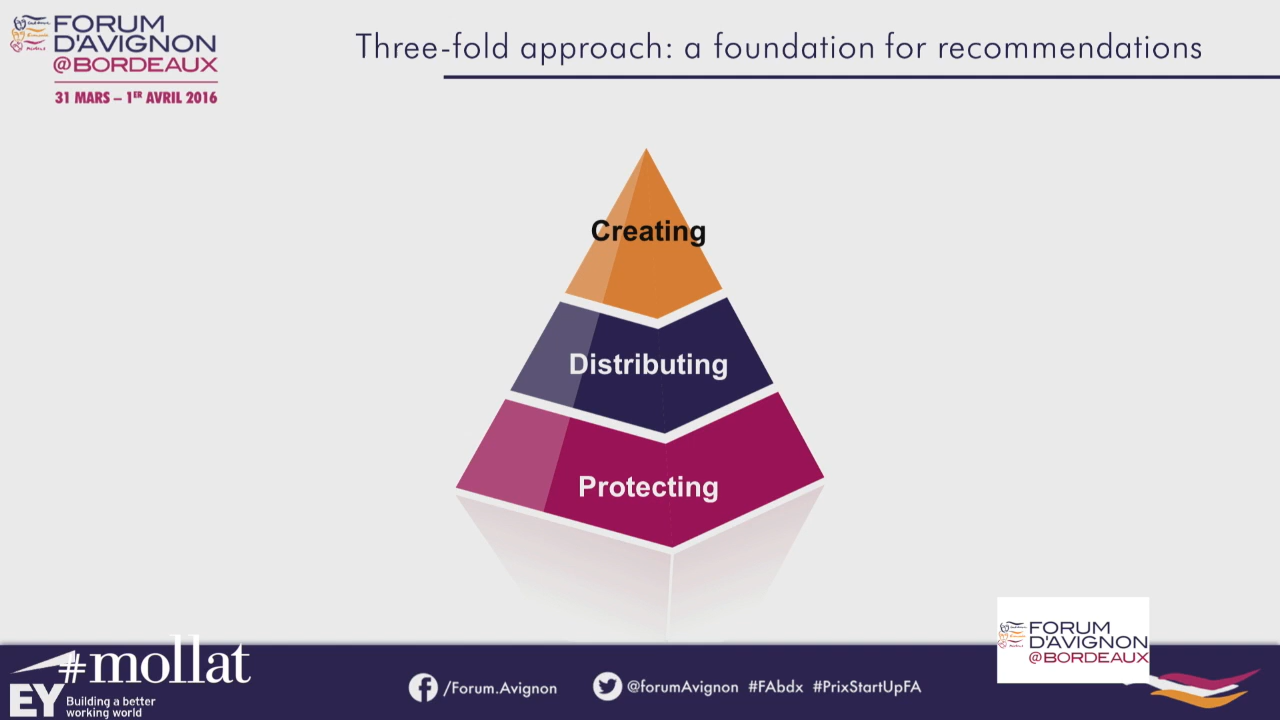 FORUM
D'AVIGNON
@BORDEAUX
31 MARS – 1ER AVRIL 2016
Three-fold approach: a foundation for recommendations
Creating
Distributing
Protecting
FORUM
D'AVIGNON
@BORDEAUX
#mollat
EY
Building a better
working world
/Forum.Avignon
@forumAvignon #FAbdx #PrixStartUpFA